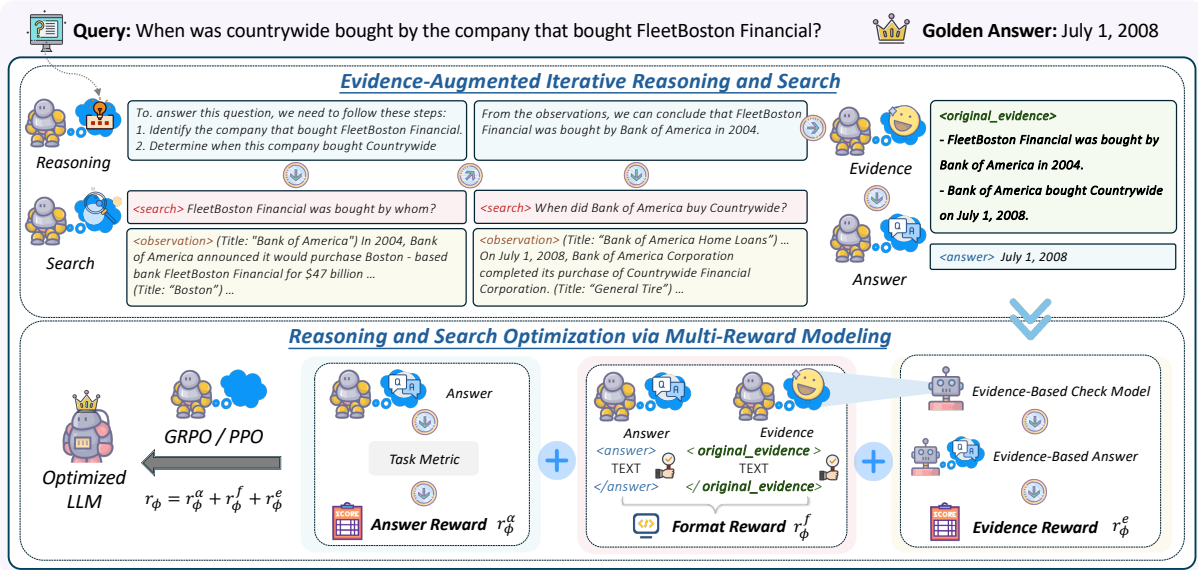 Query: When was countrywide bought by the company that bought FleetBoston Financial?
Golden Answer: July 1, 2008
Evidence-Augmented Iterative Reasoning and Search
Reasoning
To. answer this question, we need to follow these steps:
1. Identify the company that bought FleetBoston Financial.
2. Determine when this company bought Countrywide
From the observations, we can conclude that FleetBoston
Financial was bought by Bank of America in 2004.
Evidence
<original_evidence>
- FleetBoston Financial was bought by
Bank of America in 2004.
- Bank of America bought Countrywide
on July 1, 2008.
Search
<search> FleetBoston Financial was bought by whom?
<observation> (Title: "Bank of America") In 2004, Bank
of America announced it would purchase Boston - based
bank FleetBoston Financial for $47 billion …
(Title: “Boston”) …
<search> When did Bank of America buy Countrywide?
<observation> (Title: “Bank of America Home Loans”) …
On July 1, 2008, Bank of America Corporation
completed its purchase of Countrywide Financial
Corporation. (Title: “General Tire”) …
Q
A
Answer
<answer> July 1, 2008
Reasoning and Search Optimization via Multi-Reward Modeling
Optimized
LLM
GRPO / PPO
r_ϕ = r_ϕ^α + r_ϕ^f + r_ϕ^e
Q
A
Answer
Task Metric
SCORE
Answer Reward r_ϕ^α
Q
A
Answer
<answer>
TEXT
</answer>
Evidence
< original_evidence >
TEXT
</ original_evidence>
</>
Format Reward r_ϕ^f
Evidence-Based Check Model
Q
A
Evidence-Based Answer
SCORE
Evidence Reward r_ϕ^e